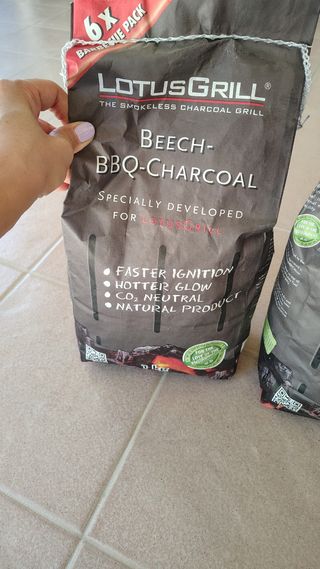 6 X
BARBECUE PACK
LOTUSGRILL®
THE SMOKELESS CHARCOAL GRILL
BEECH-
BBQ-CHARCOAL
SPECIALLY DEVELOPED
FOR LOTUSGRILL
• FASTER IGNITION
• HOTTER GLOW
• CO₂ NEUTRAL
• NATURAL PRODUCT